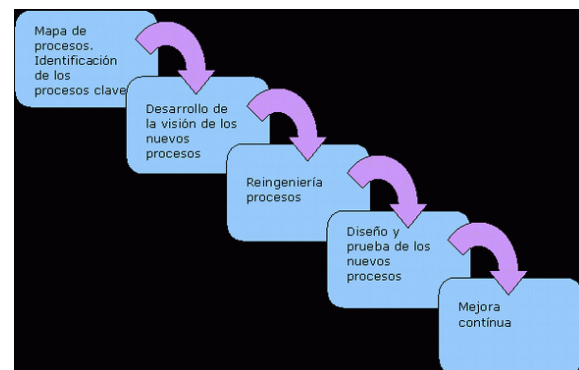 Mapa de
procesos.
Identificación
de los
procesos clave
Desarrollo de
la visión de los
nuevos
procesos
Reingeniería
procesos
Diseño y
prueba de los
nuevos
procesos
Mejora
contínua